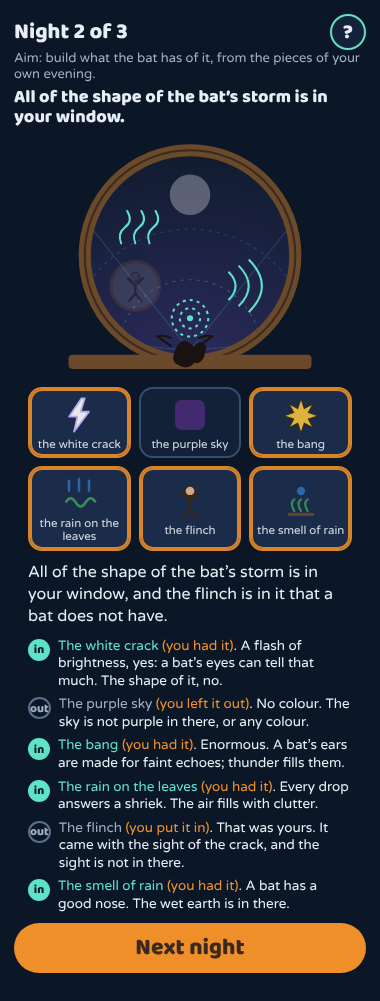 Night 2 of 3
?
Aim: build what the bat has of it, from the pieces of your
own evening.
All of the shape of the bat's storm is in
your window.
the white crack
the purple sky
the bang
the rain on the
leaves
the flinch
the smell of rain
All of the shape of the bat's storm is in
your window, and the flinch is in it that a
bat does not have.
in The white crack (you had it). A flash of
brightness, yes: a bat's eyes can tell that
much. The shape of it, no.
out The purple sky (you left it out). No colour. The
sky is not purple in there, or any colour.
in The bang (you had it). Enormous. A bat's ears
are made for faint echoes; thunder fills them.
in The rain on the leaves (you had it). Every drop
answers a shriek. The air fills with clutter.
out The flinch (you put it in). That was yours. It
came with the sight of the crack, and the
sight is not in there.
in The smell of rain (you had it). A bat has a
good nose. The wet earth is in there.
Next night